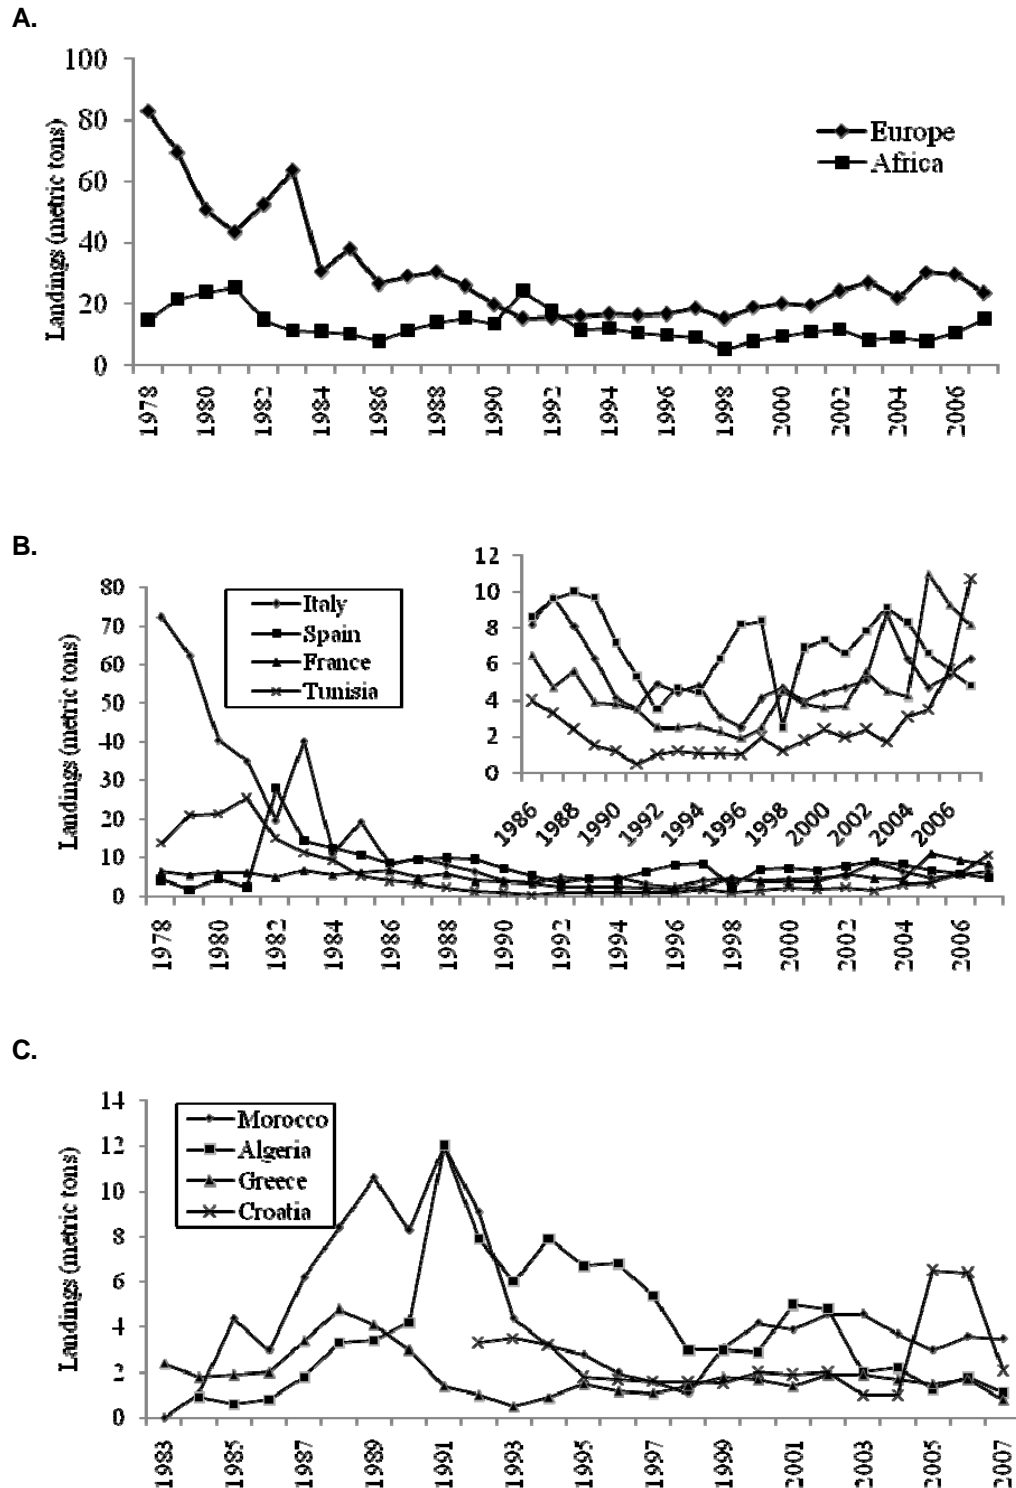 A.
100
80
60
40
20
0
Landings (metric tons)
Europe
Africa
1978 1980 1981 1982 1984 1986 1988 1990 1992 1994 1996 1998 2000 2002 2004 2006
B.
80
70
60
50
40
30
20
10
0
Landings (metric tons)
Italy
Spain
France
Tunisia
12
10
8
6
4
2
0
1986 1988 1990 1992 1994 1996 1998 2000 2002 2004 2006
1978 1980 1982 1984 1986 1988 1990 1992 1994 1996 1998 2000 2002 2004 2006
C.
14
12
10
8
6
4
2
0
Landings (metric tons)
Morocco
Algeria
Greece
Croatia
1983 1985 1987 1989 1991 1993 1995 1997 1999 2001 2003 2005 2007